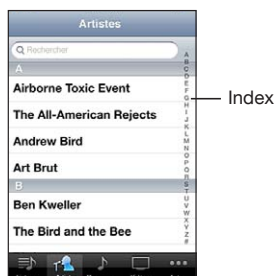 Artistes
Rechercher
A
Airborne Toxic Event
The All-American Rejects
Andrew Bird
Art Brut
B
Ben Kweller
The Bird and the Bee
A
B
C
D
E
F
G
H
I
J
K
L
M
N
O
P
Q
R
S
T
U
V
W
X
Y
Z
#
Index